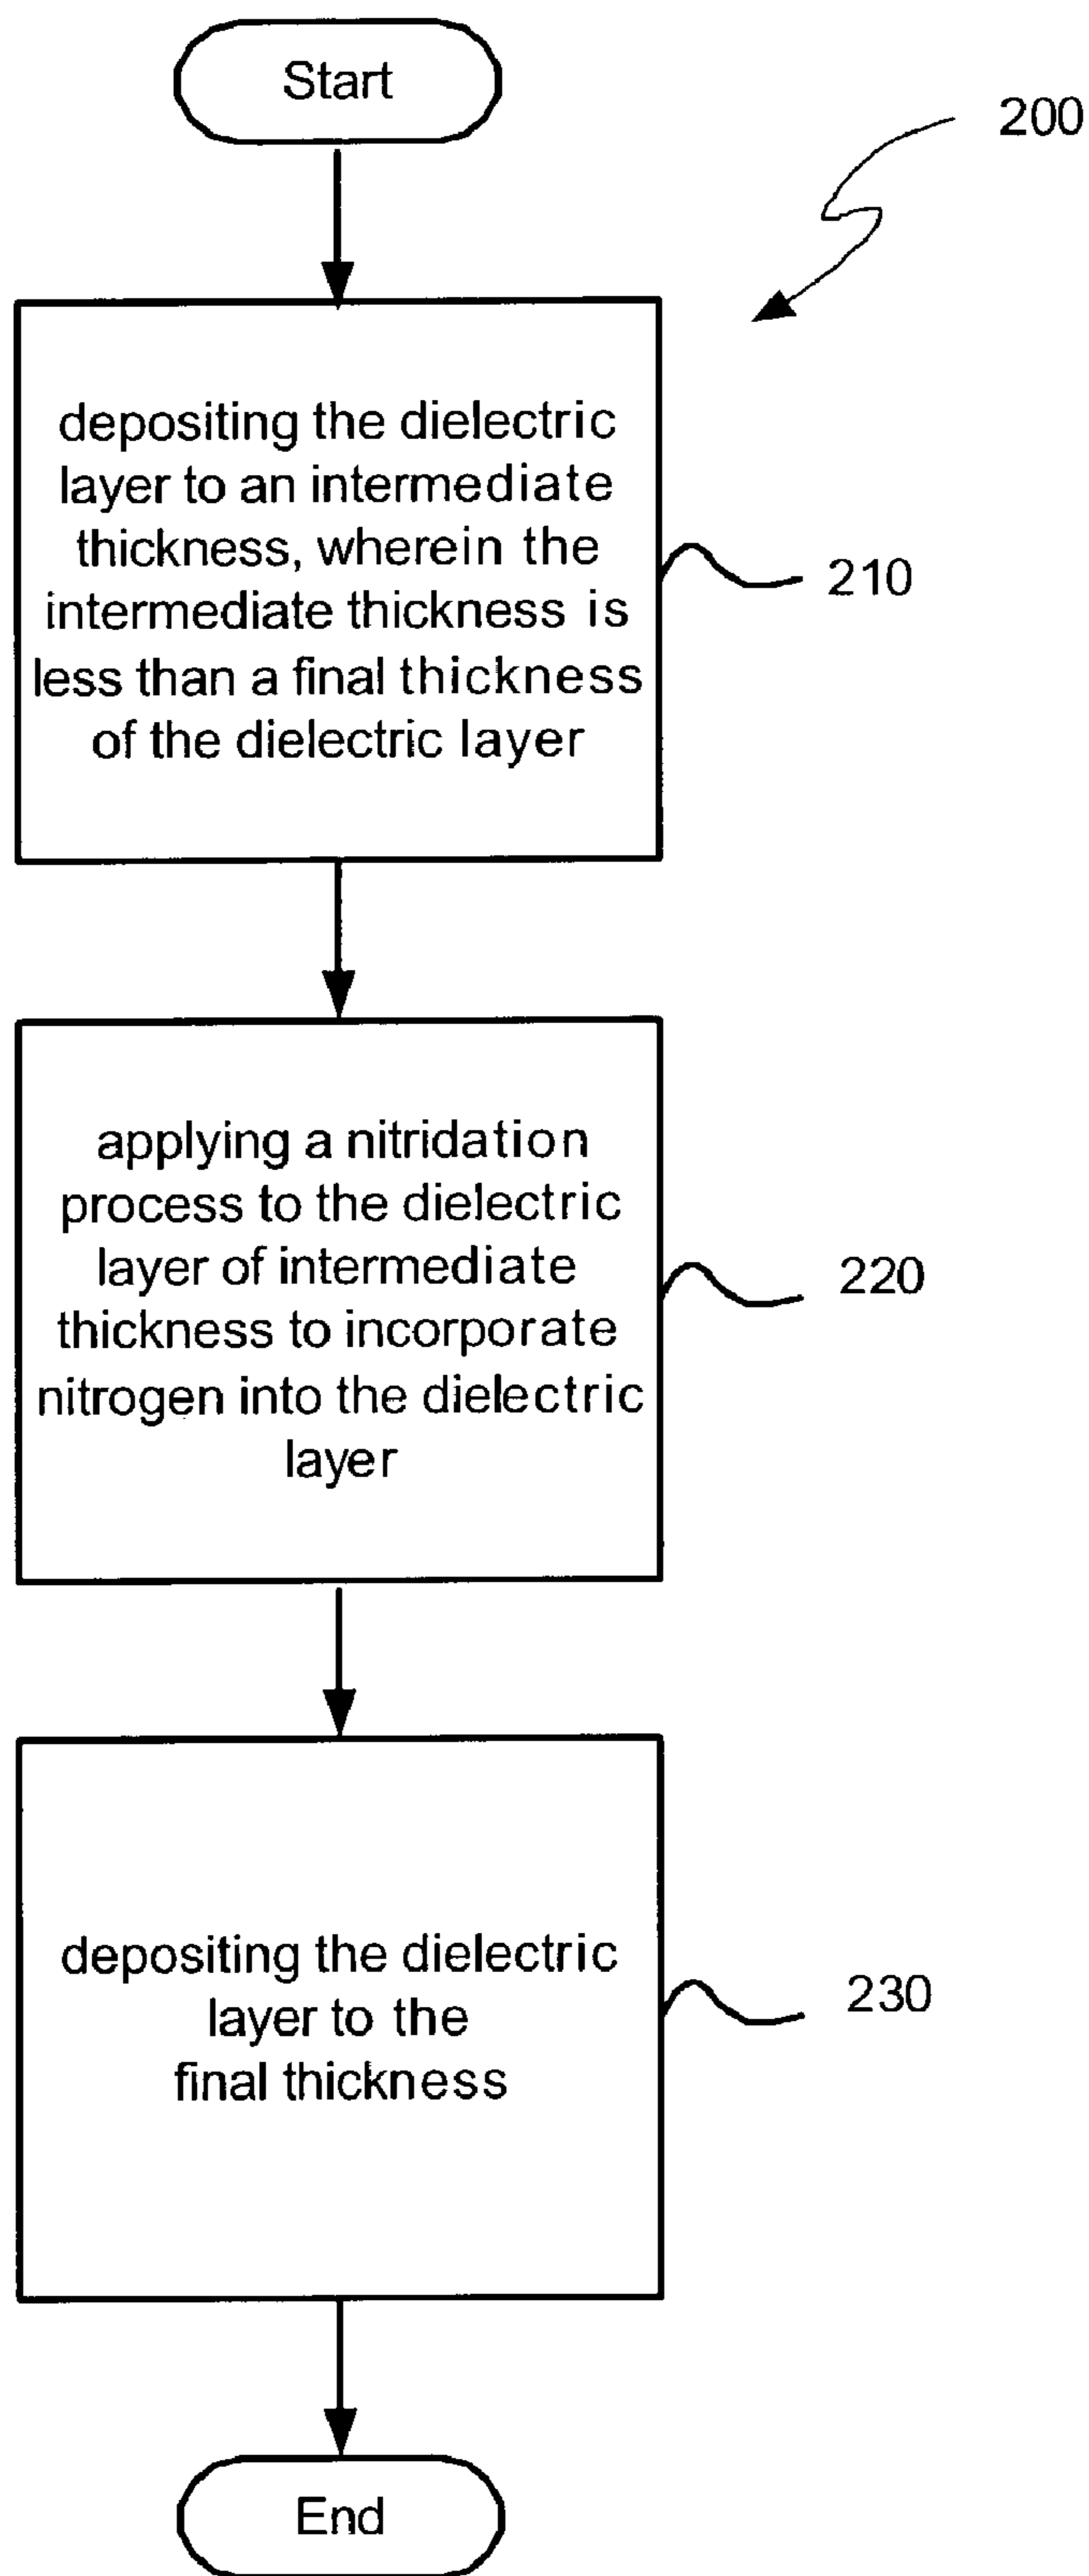 Start
200
depositing the dielectric
layer to an intermediate
thickness, wherein the
intermediate thickness is
less than a final thickness
of the dielectric layer
210
applying a nitridation
process to the dielectric
layer of intermediate
thickness to incorporate
nitrogen into the dielectric
layer
220
depositing the dielectric
layer to the
final thickness
230
End